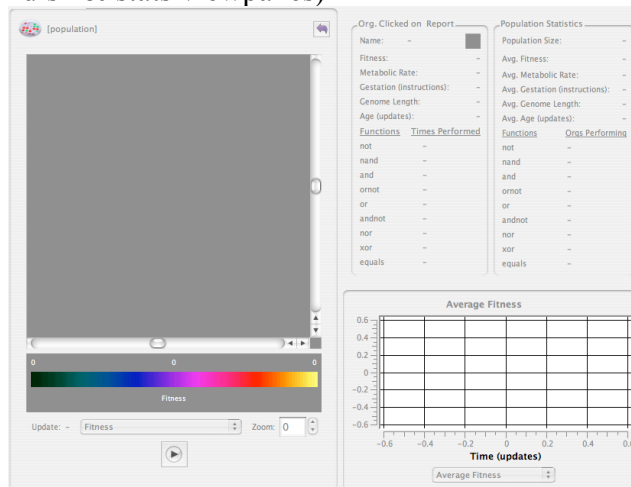 [population]
0 0 0
Fitness
Update: - Fitness Zoom: 0
Org. Clicked on Report
Name: -
Fitness: -
Metabolic Rate: -
Gestation (instructions): -
Genome Length: -
Age (updates): -
Functions Times Performed
not -
nand -
and -
ornot -
or -
andnot -
nor -
xor -
equals -
Population Statistics
Population Size: -
Avg. Fitness: -
Avg. Metabolic Rate: -
Avg. Gestation (instructions): -
Avg. Genome Length: -
Avg. Age (updates): -
Functions Orgs Performing
not -
nand -
and -
ornot -
or -
andnot -
nor -
xor -
equals -
Average Fitness
0.6
0.4
0.2
0
-0.2
-0.4
-0.6
-0.6 -0.4 -0.2 0 0.2 0.4 0.6
Time (updates)
Average Fitness